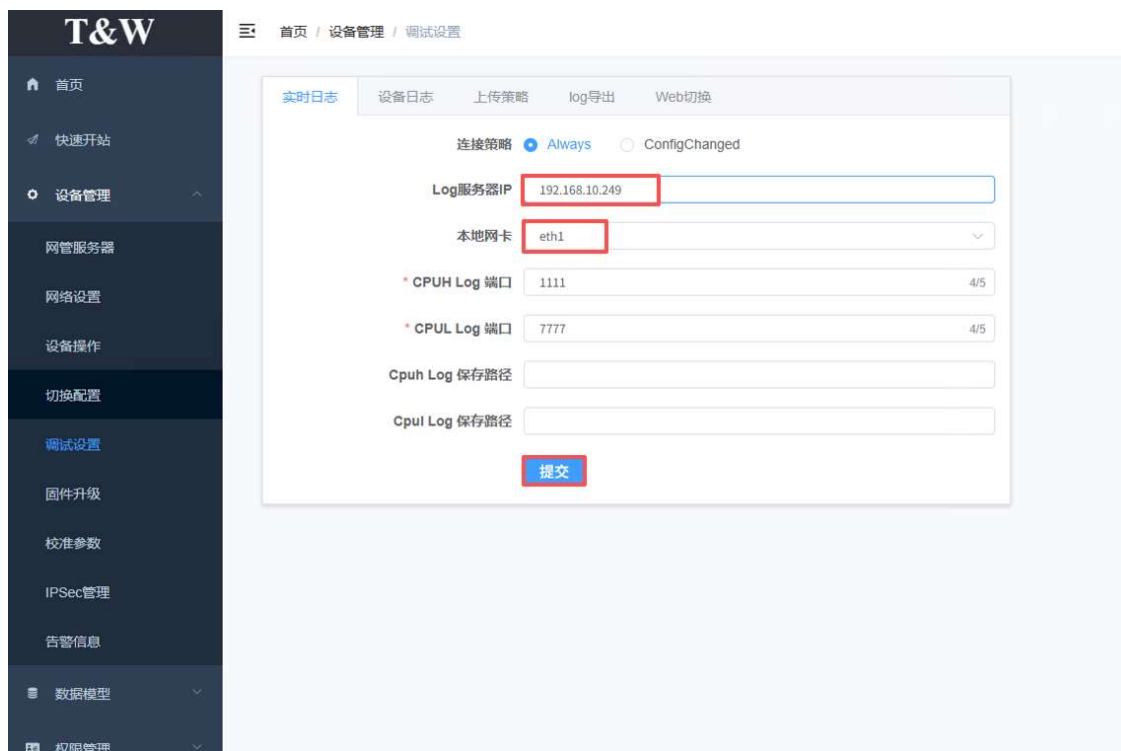 T&W
首页 / 设备管理 / 调试设置
首页
快速开站
设备管理
网管服务器
网络设置
设备操作
切换配置
调试设置
固件升级
校准参数
IPSec管理
告警信息
数据模型
权限管理
实时日志 设备日志 上传策略 log导出 Web切换
连接策略 Always ConfigChanged
Log服务器IP 192.168.10.249
本地网卡 eth1
* CPUH Log 端口 1111 4/5
* CPUL Log 端口 7777 4/5
Cpuh Log 保存路径
Cpul Log 保存路径
提交